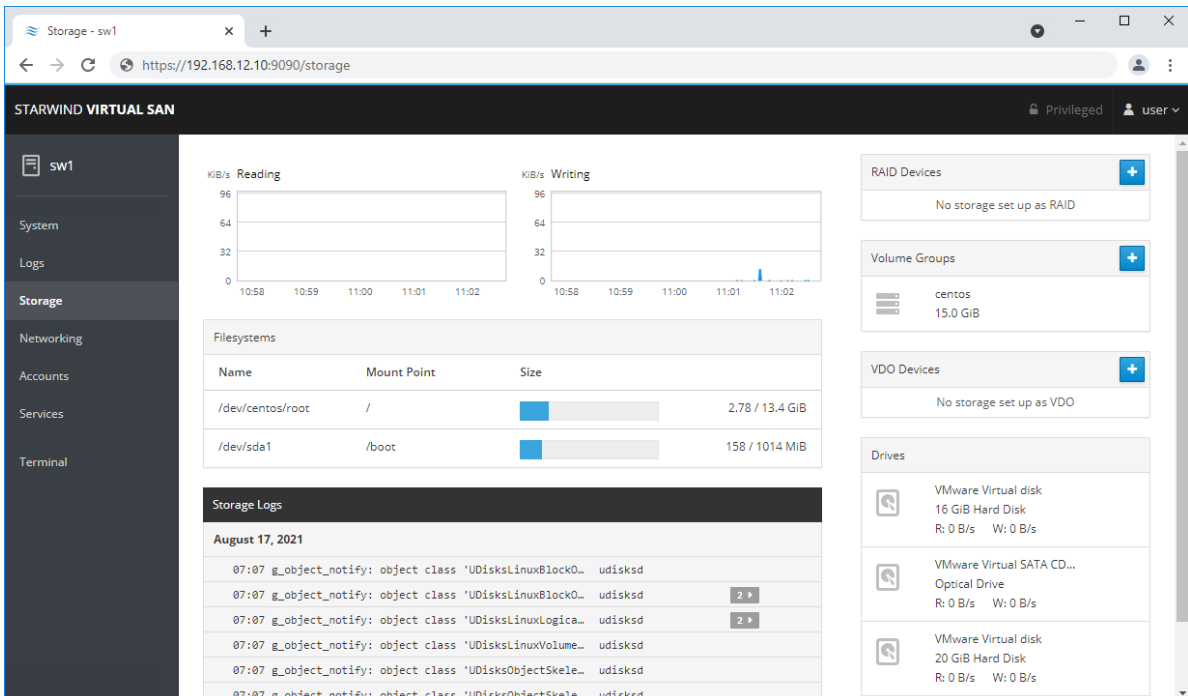 Storage - sw1
https://192.168.12.10:9090/storage
STARWIND VIRTUAL SAN
Privileged
user
sw1
System
Logs
Storage
Networking
Accounts
Services
Terminal
KiB/s Reading
96
64
32
0
10:58 10:59 11:00 11:01 11:02
KiB/s Writing
96
64
32
0
10:58 10:59 11:00 11:01 11:02
Filesystems
Name Mount Point Size
/dev/centos/root / 2.78 / 13.4 GiB
/dev/sda1 /boot 158 / 1014 MiB
Storage Logs
August 17, 2021
07:07 g_object_notify: object class 'UDisksLinuxBlockO… udisksd
07:07 g_object_notify: object class 'UDisksLinuxBlockO… udisksd 2
07:07 g_object_notify: object class 'UDisksLinuxLogica… udisksd 2
07:07 g_object_notify: object class 'UDisksLinuxVolume… udisksd
07:07 g_object_notify: object class 'UDisksObjectSkele… udisksd
07:07 g_object_notify: object class 'UDisksObjectSkele… udisksd
RAID Devices
No storage set up as RAID
Volume Groups
centos
15.0 GiB
VDO Devices
No storage set up as VDO
Drives
VMware Virtual disk
16 GiB Hard Disk
R: 0 B/s W: 0 B/s
VMware Virtual SATA CD...
Optical Drive
R: 0 B/s W: 0 B/s
VMware Virtual disk
20 GiB Hard Disk
R: 0 B/s W: 0 B/s